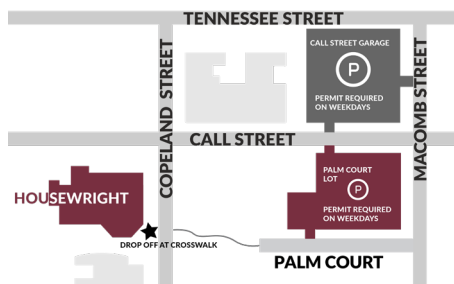 TENNESSEE STREET
CALL STREET GARAGE
P
PERMIT REQUIRED
ON WEEKDAYS
COPELAND STREET
MACOMB STREET
CALL STREET
PALM COURT
LOT
P
PERMIT REQUIRED
ON WEEKDAYS
HOUSEWRIGHT
DROP OFF AT CROSSWALK
PALM COURT